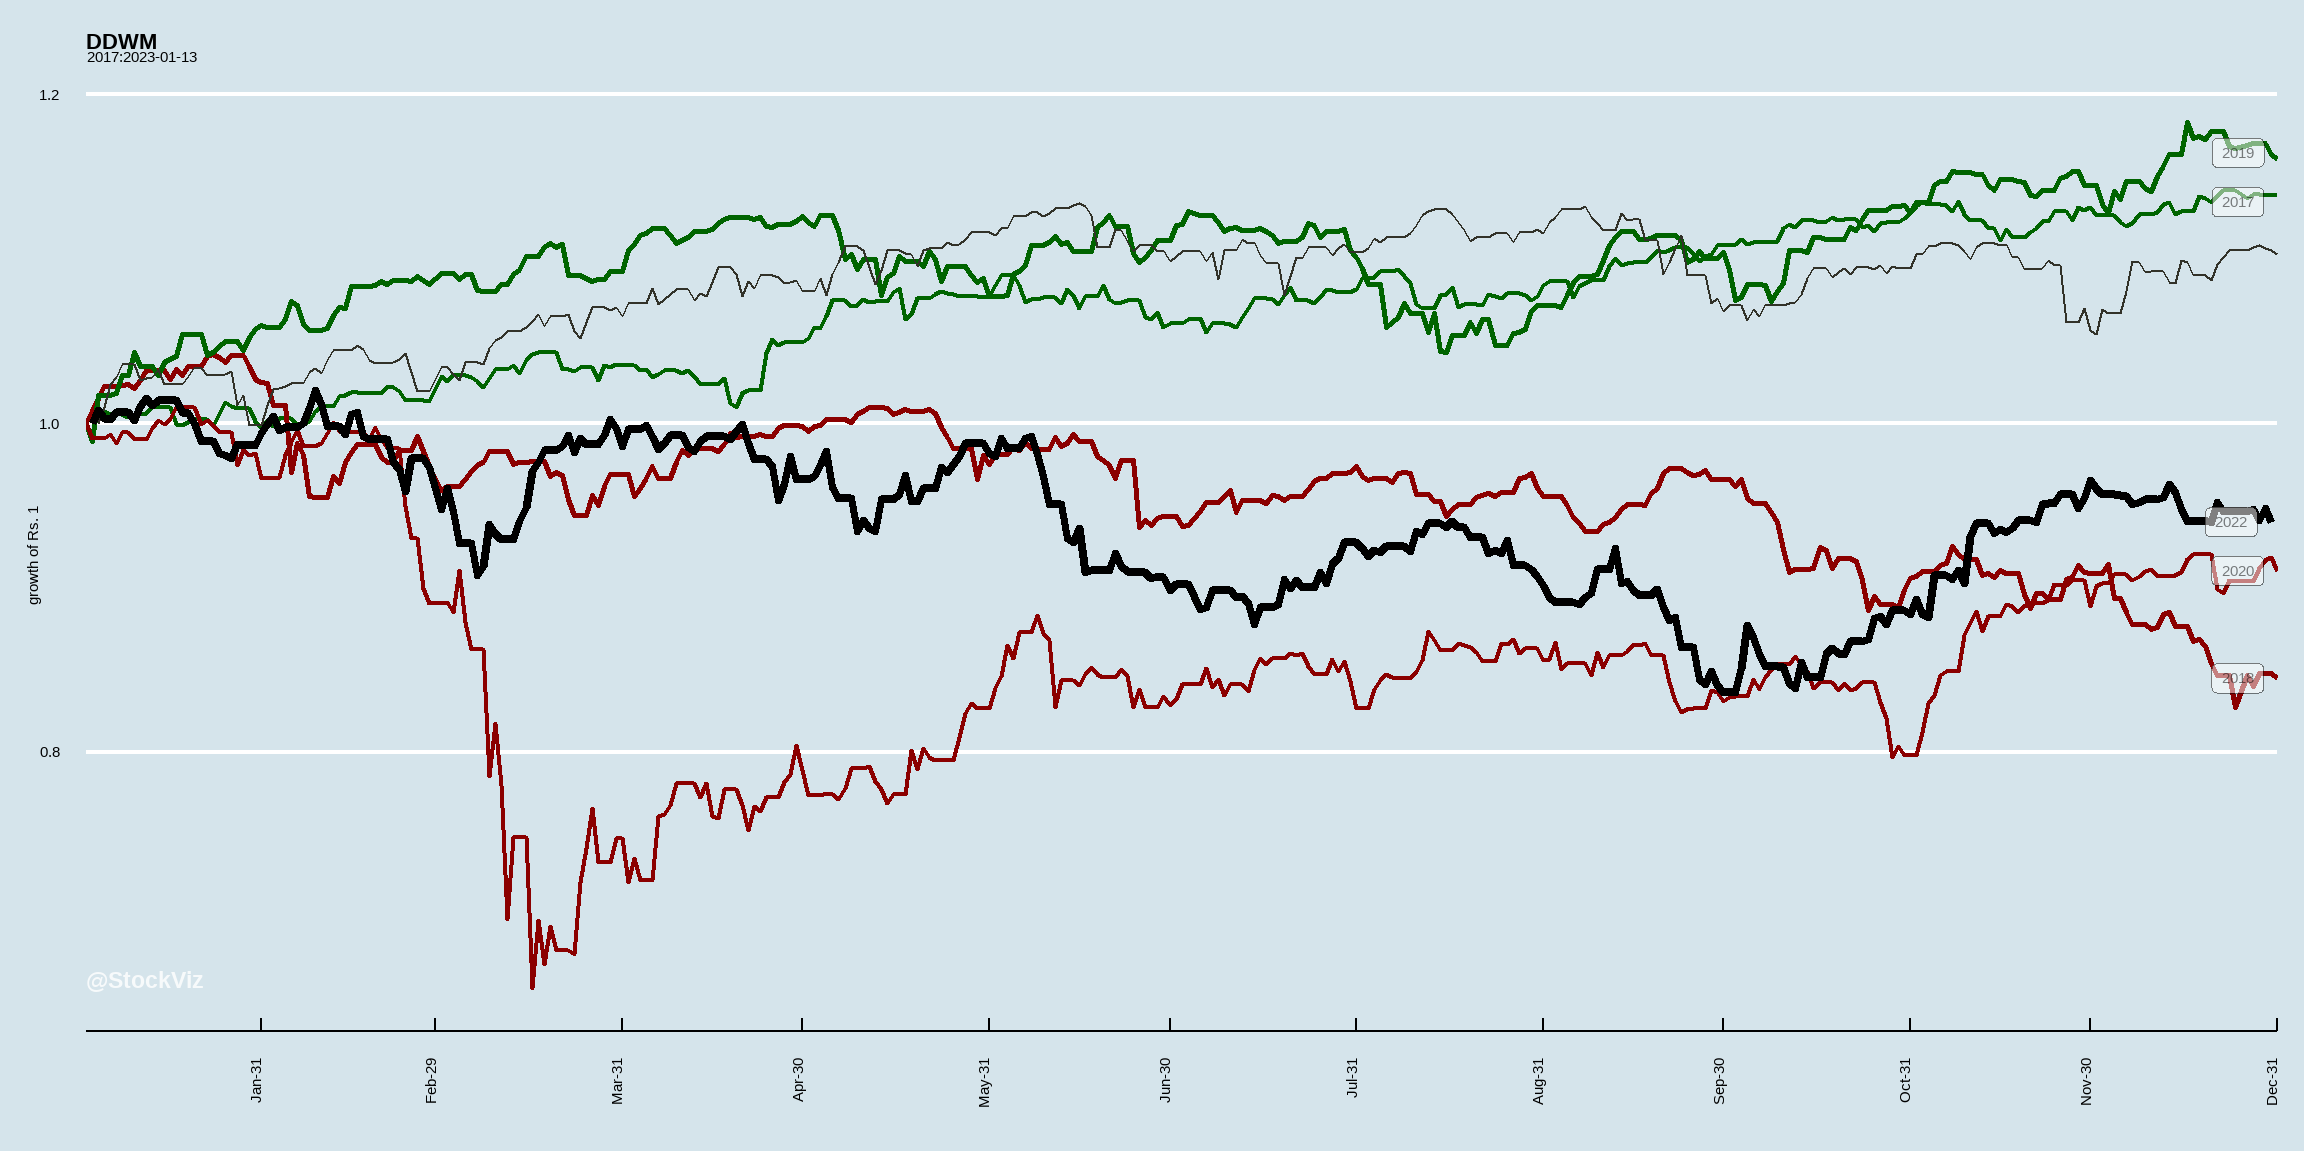 DDWM
2017:2023-01-13
1.2
1.0
0.8
growth of Rs. 1
2019
2017
2022
2020
2018
@StockViz
Jan-31
Feb-29
Mar-31
Apr-30
May-31
Jun-30
Jul-31
Aug-31
Sep-30
Oct-31
Nov-30
Dec-31